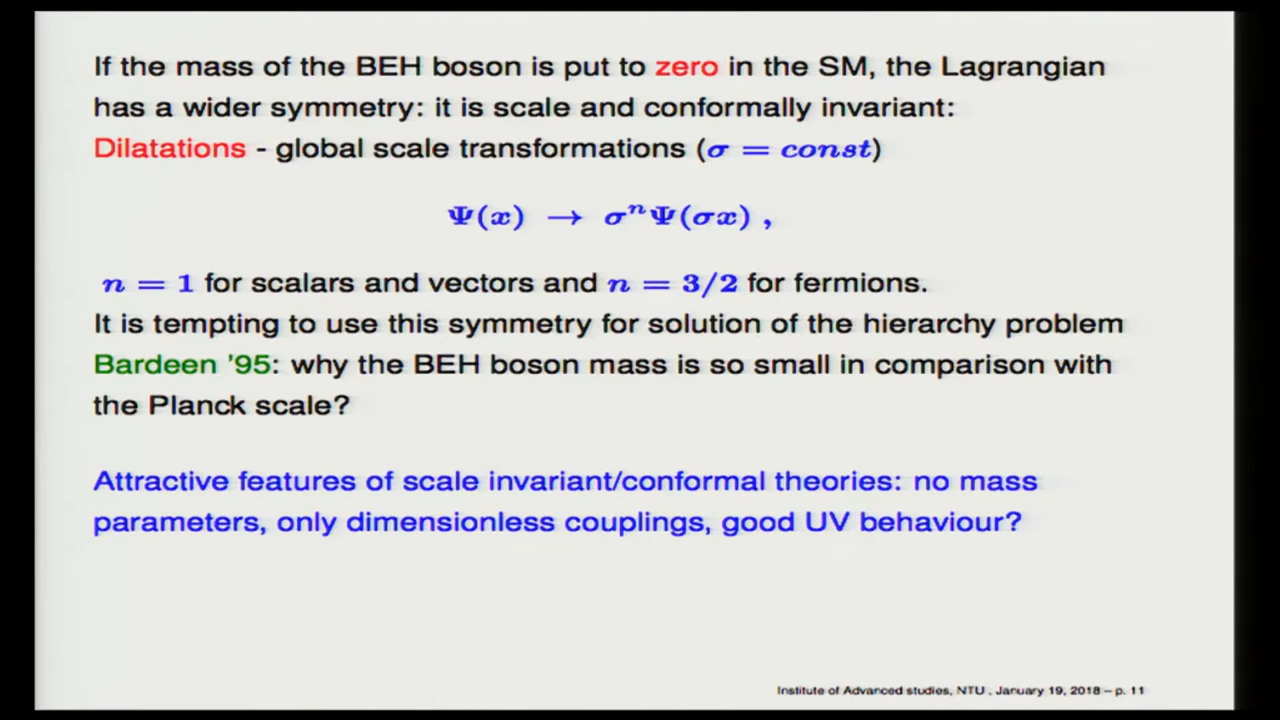 If the mass of the BEH boson is put to zero in the SM, the Lagrangian
has a wider symmetry: it is scale and conformally invariant:
Dilatations - global scale transformations (σ = const)
Ψ(x) → σⁿΨ(σx) ,
n = 1 for scalars and vectors and n = 3/2 for fermions.
It is tempting to use this symmetry for solution of the hierarchy problem
Bardeen '95: why the BEH boson mass is so small in comparison with
the Planck scale?
Attractive features of scale invariant/conformal theories: no mass
parameters, only dimensionless couplings, good UV behaviour?
Institute of Advanced studies, NTU , January 19, 2018 – p. 11